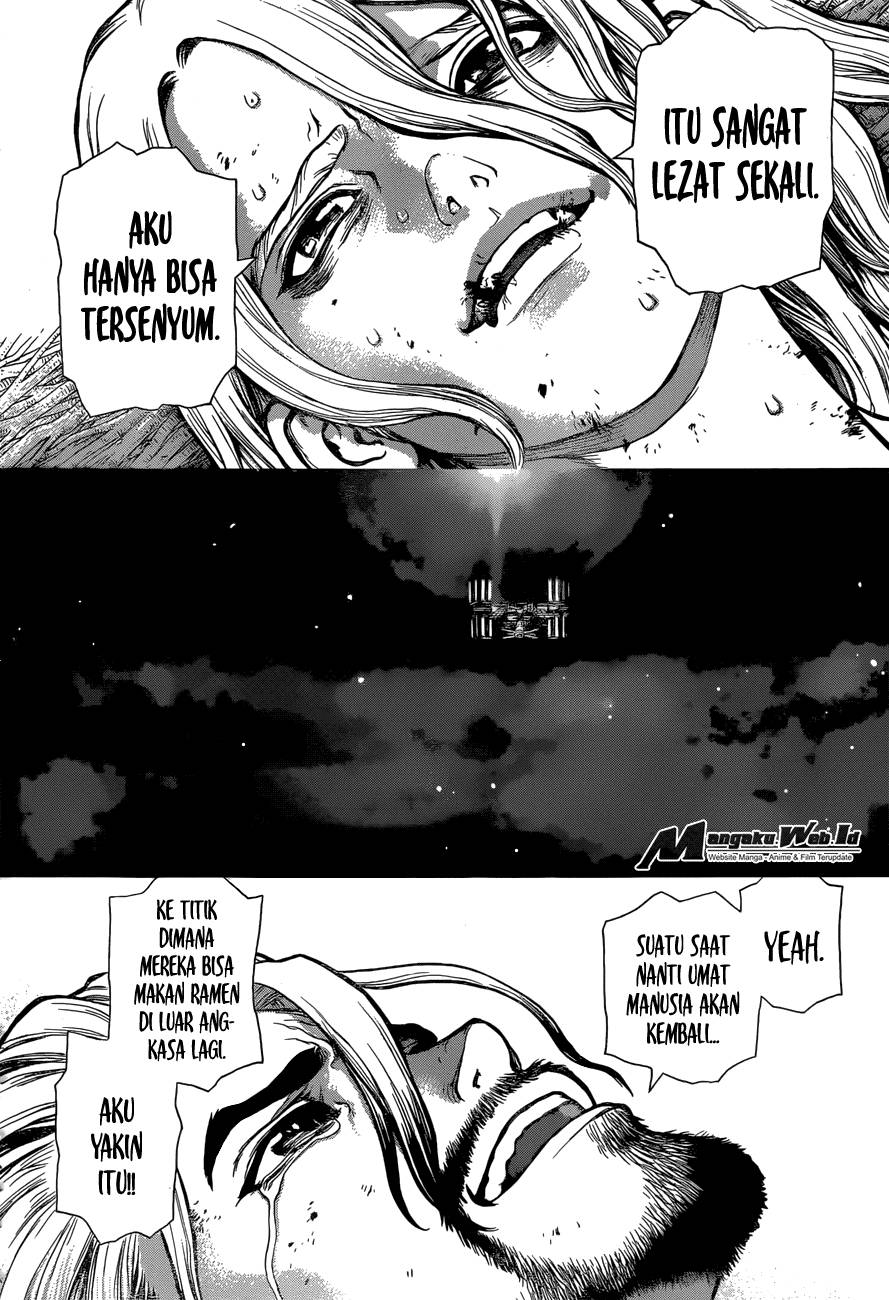 ITU SANGAT
LEZAT SEKALI.
AKU
HANYA BISA
TERSENYUM.
Mangaku.Web.Id
Website Manga - Anime & Film Terupdate
YEAH.
SUATU SAAT
NANTI UMAT
MANUSIA AKAN
KEMBALI...
KE TITIK
DIMANA
MEREKA BISA
MAKAN RAMEN
DI LUAR ANG-
KASA LAGI.
AKU
YAKIN
ITU!!